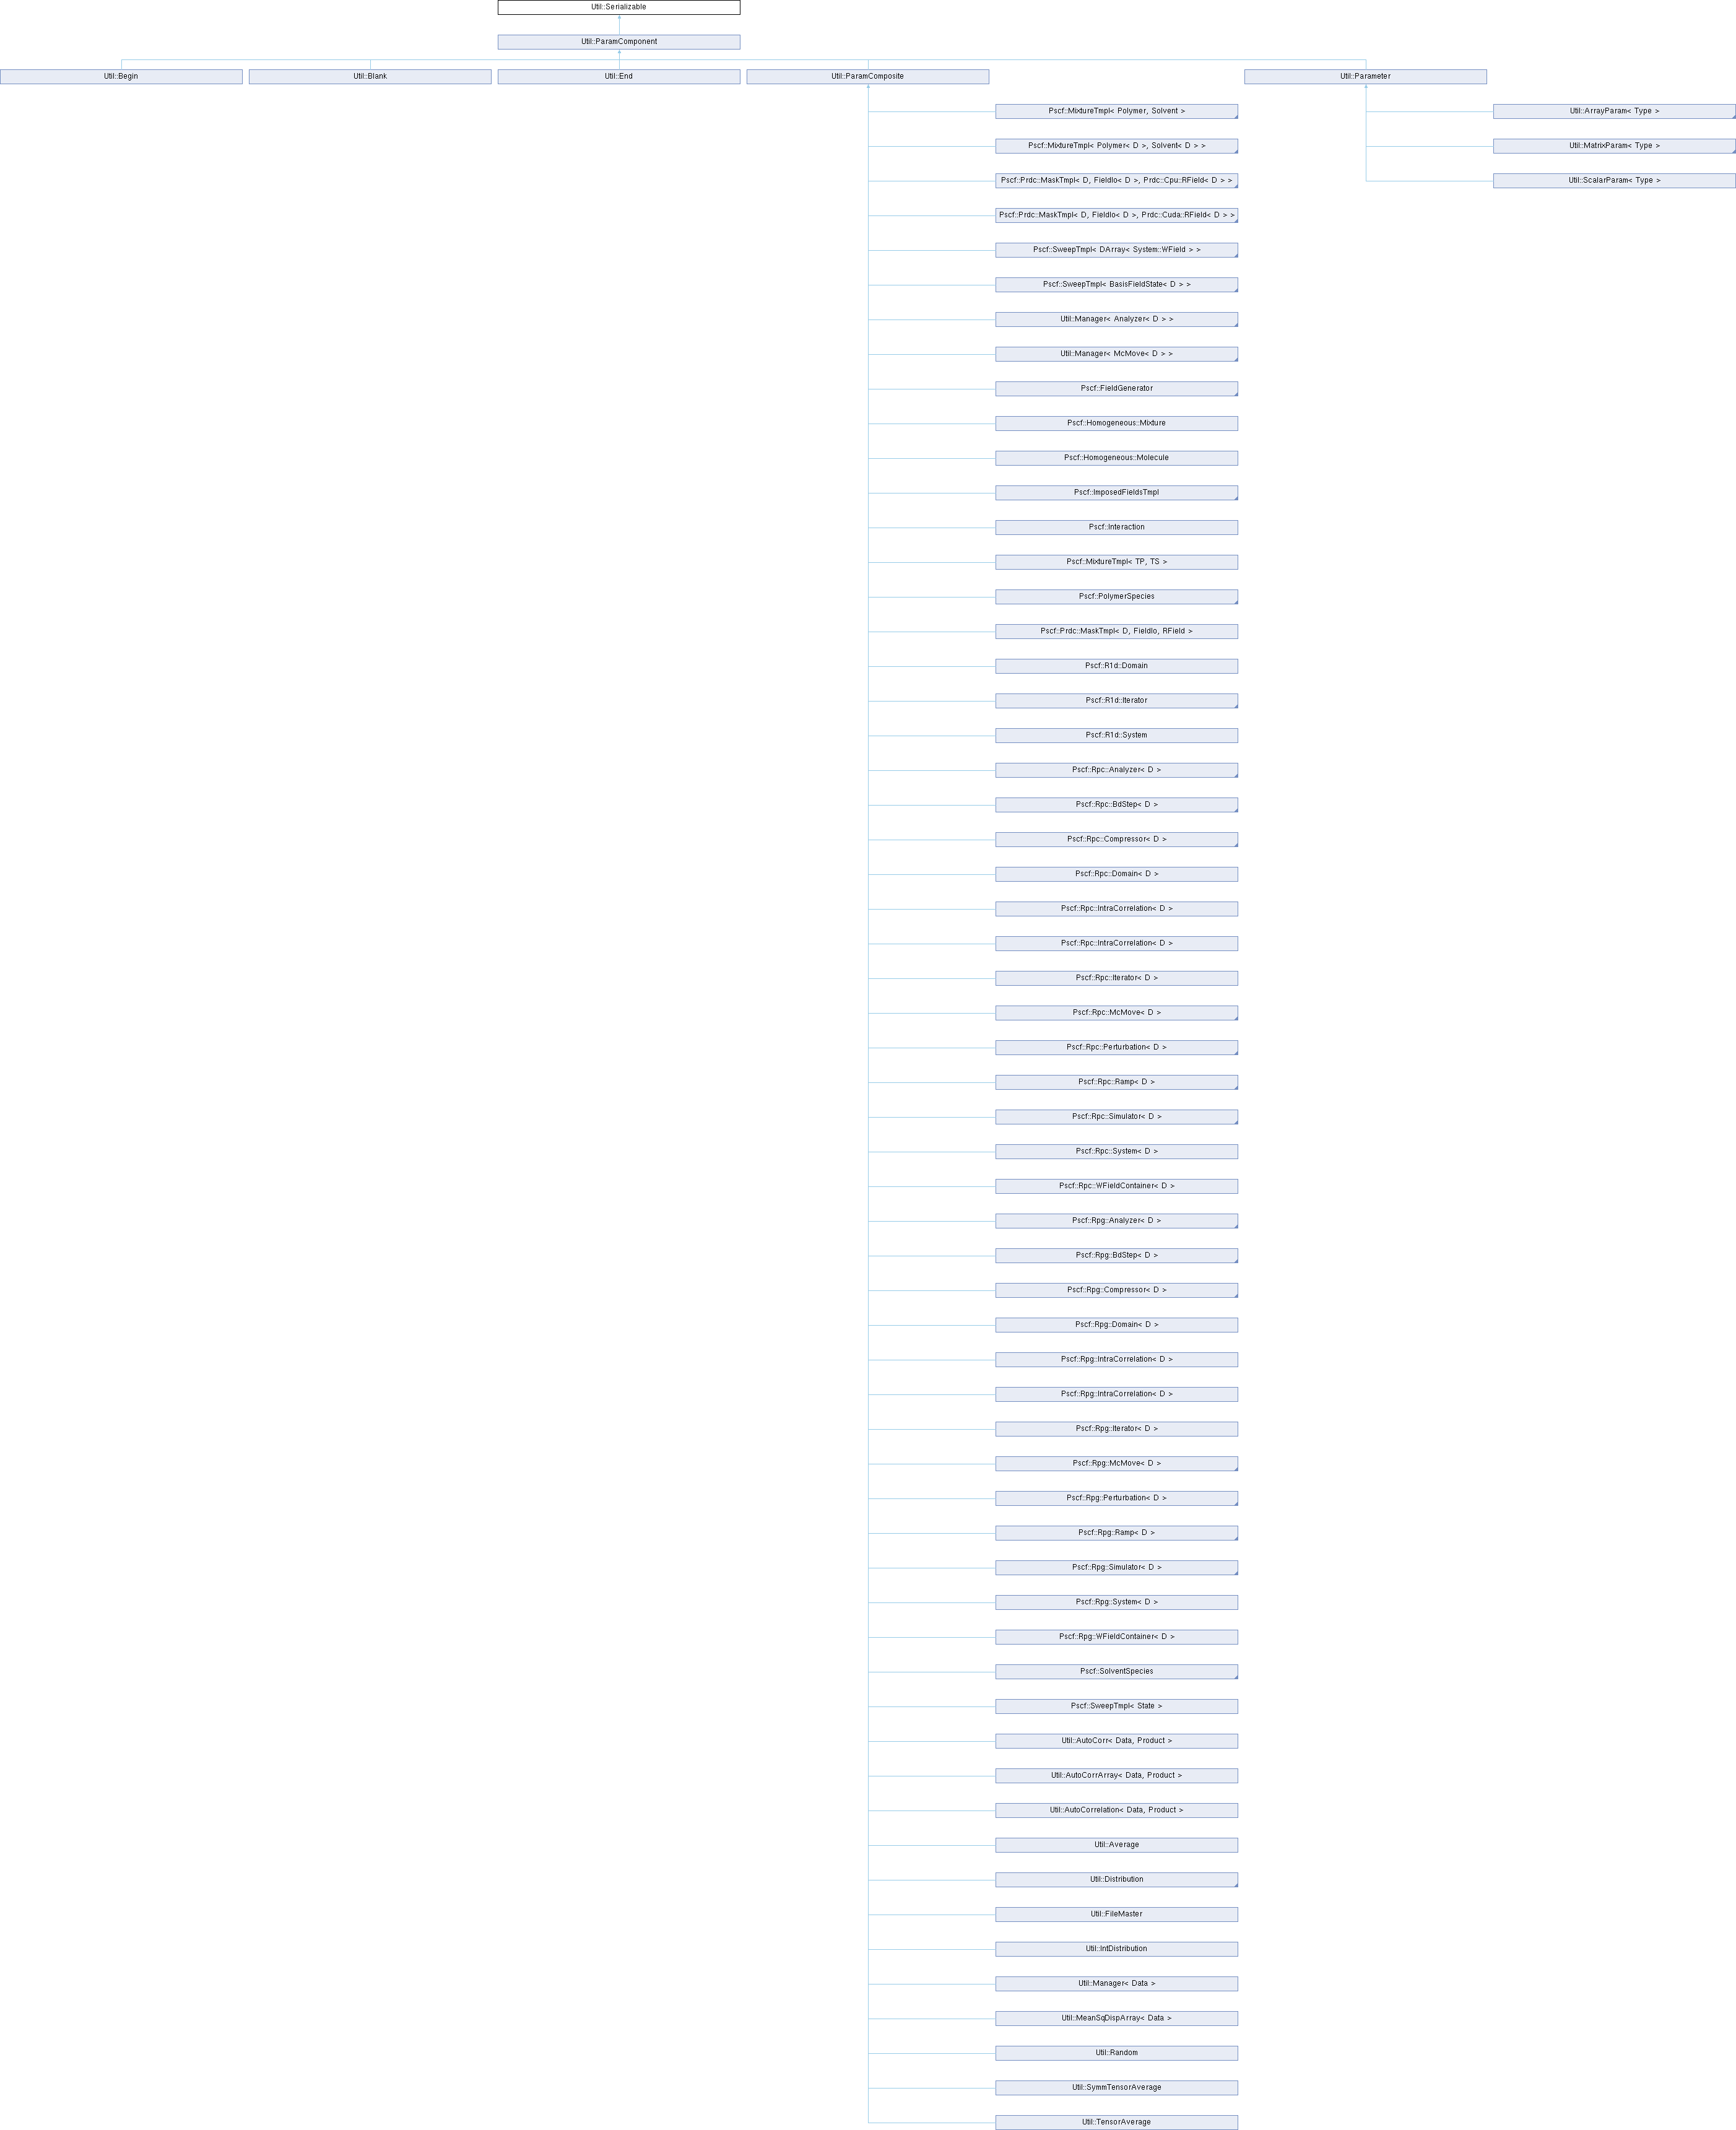 Util::Serializable
Util::ParamComponent
Util::Begin
Util::Blank
Util::End
Util::ParamComposite
Util::Parameter
Pscf::MixtureTmpl< Polymer, Solvent >
Util::ArrayParam< Type >
Pscf::MixtureTmpl< Polymer< D >, Solvent< D > >
Util::MatrixParam< Type >
Pscf::Prdc::MaskTmpl< D, FieldIo< D >, Prdc::Cpu::RField< D > >
Util::ScalarParam< Type >
Pscf::Prdc::MaskTmpl< D, FieldIo< D >, Prdc::Cuda::RField< D > >
Pscf::SweepTmpl< DArray< System::WField > >
Pscf::SweepTmpl< BasisFieldState< D > >
Util::Manager< Analyzer< D > >
Util::Manager< McMove< D > >
Pscf::FieldGenerator
Pscf::Homogeneous::Mixture
Pscf::Homogeneous::Molecule
Pscf::ImposedFieldsTmpl
Pscf::Interaction
Pscf::MixtureTmpl< TP, TS >
Pscf::PolymerSpecies
Pscf::Prdc::MaskTmpl< D, FieldIo, RField >
Pscf::R1d::Domain
Pscf::R1d::Iterator
Pscf::R1d::System
Pscf::Rpc::Analyzer< D >
Pscf::Rpc::BdStep< D >
Pscf::Rpc::Compressor< D >
Pscf::Rpc::Domain< D >
Pscf::Rpc::IntraCorrelation< D >
Pscf::Rpc::IntraCorrelation< D >
Pscf::Rpc::Iterator< D >
Pscf::Rpc::McMove< D >
Pscf::Rpc::Perturbation< D >
Pscf::Rpc::Ramp< D >
Pscf::Rpc::Simulator< D >
Pscf::Rpc::System< D >
Pscf::Rpc::WFieldContainer< D >
Pscf::Rpg::Analyzer< D >
Pscf::Rpg::BdStep< D >
Pscf::Rpg::Compressor< D >
Pscf::Rpg::Domain< D >
Pscf::Rpg::IntraCorrelation< D >
Pscf::Rpg::IntraCorrelation< D >
Pscf::Rpg::Iterator< D >
Pscf::Rpg::McMove< D >
Pscf::Rpg::Perturbation< D >
Pscf::Rpg::Ramp< D >
Pscf::Rpg::Simulator< D >
Pscf::Rpg::System< D >
Pscf::Rpg::WFieldContainer< D >
Pscf::SolventSpecies
Pscf::SweepTmpl< State >
Util::AutoCorr< Data, Product >
Util::AutoCorrArray< Data, Product >
Util::AutoCorrelation< Data, Product >
Util::Average
Util::Distribution
Util::FileMaster
Util::IntDistribution
Util::Manager< Data >
Util::MeanSqDispArray< Data >
Util::Random
Util::SymmTensorAverage
Util::TensorAverage